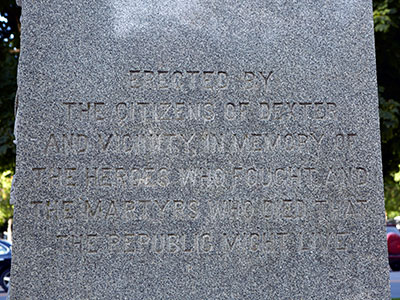 ERECTED BY
THE CITIZENS OF DEXTER
AND VICINITY, IN MEMORY OF
THE HEROES WHO FOUGHT AND
THE MARTYRS WHO DIED THAT
THE REPUBLIC MIGHT LIVE.